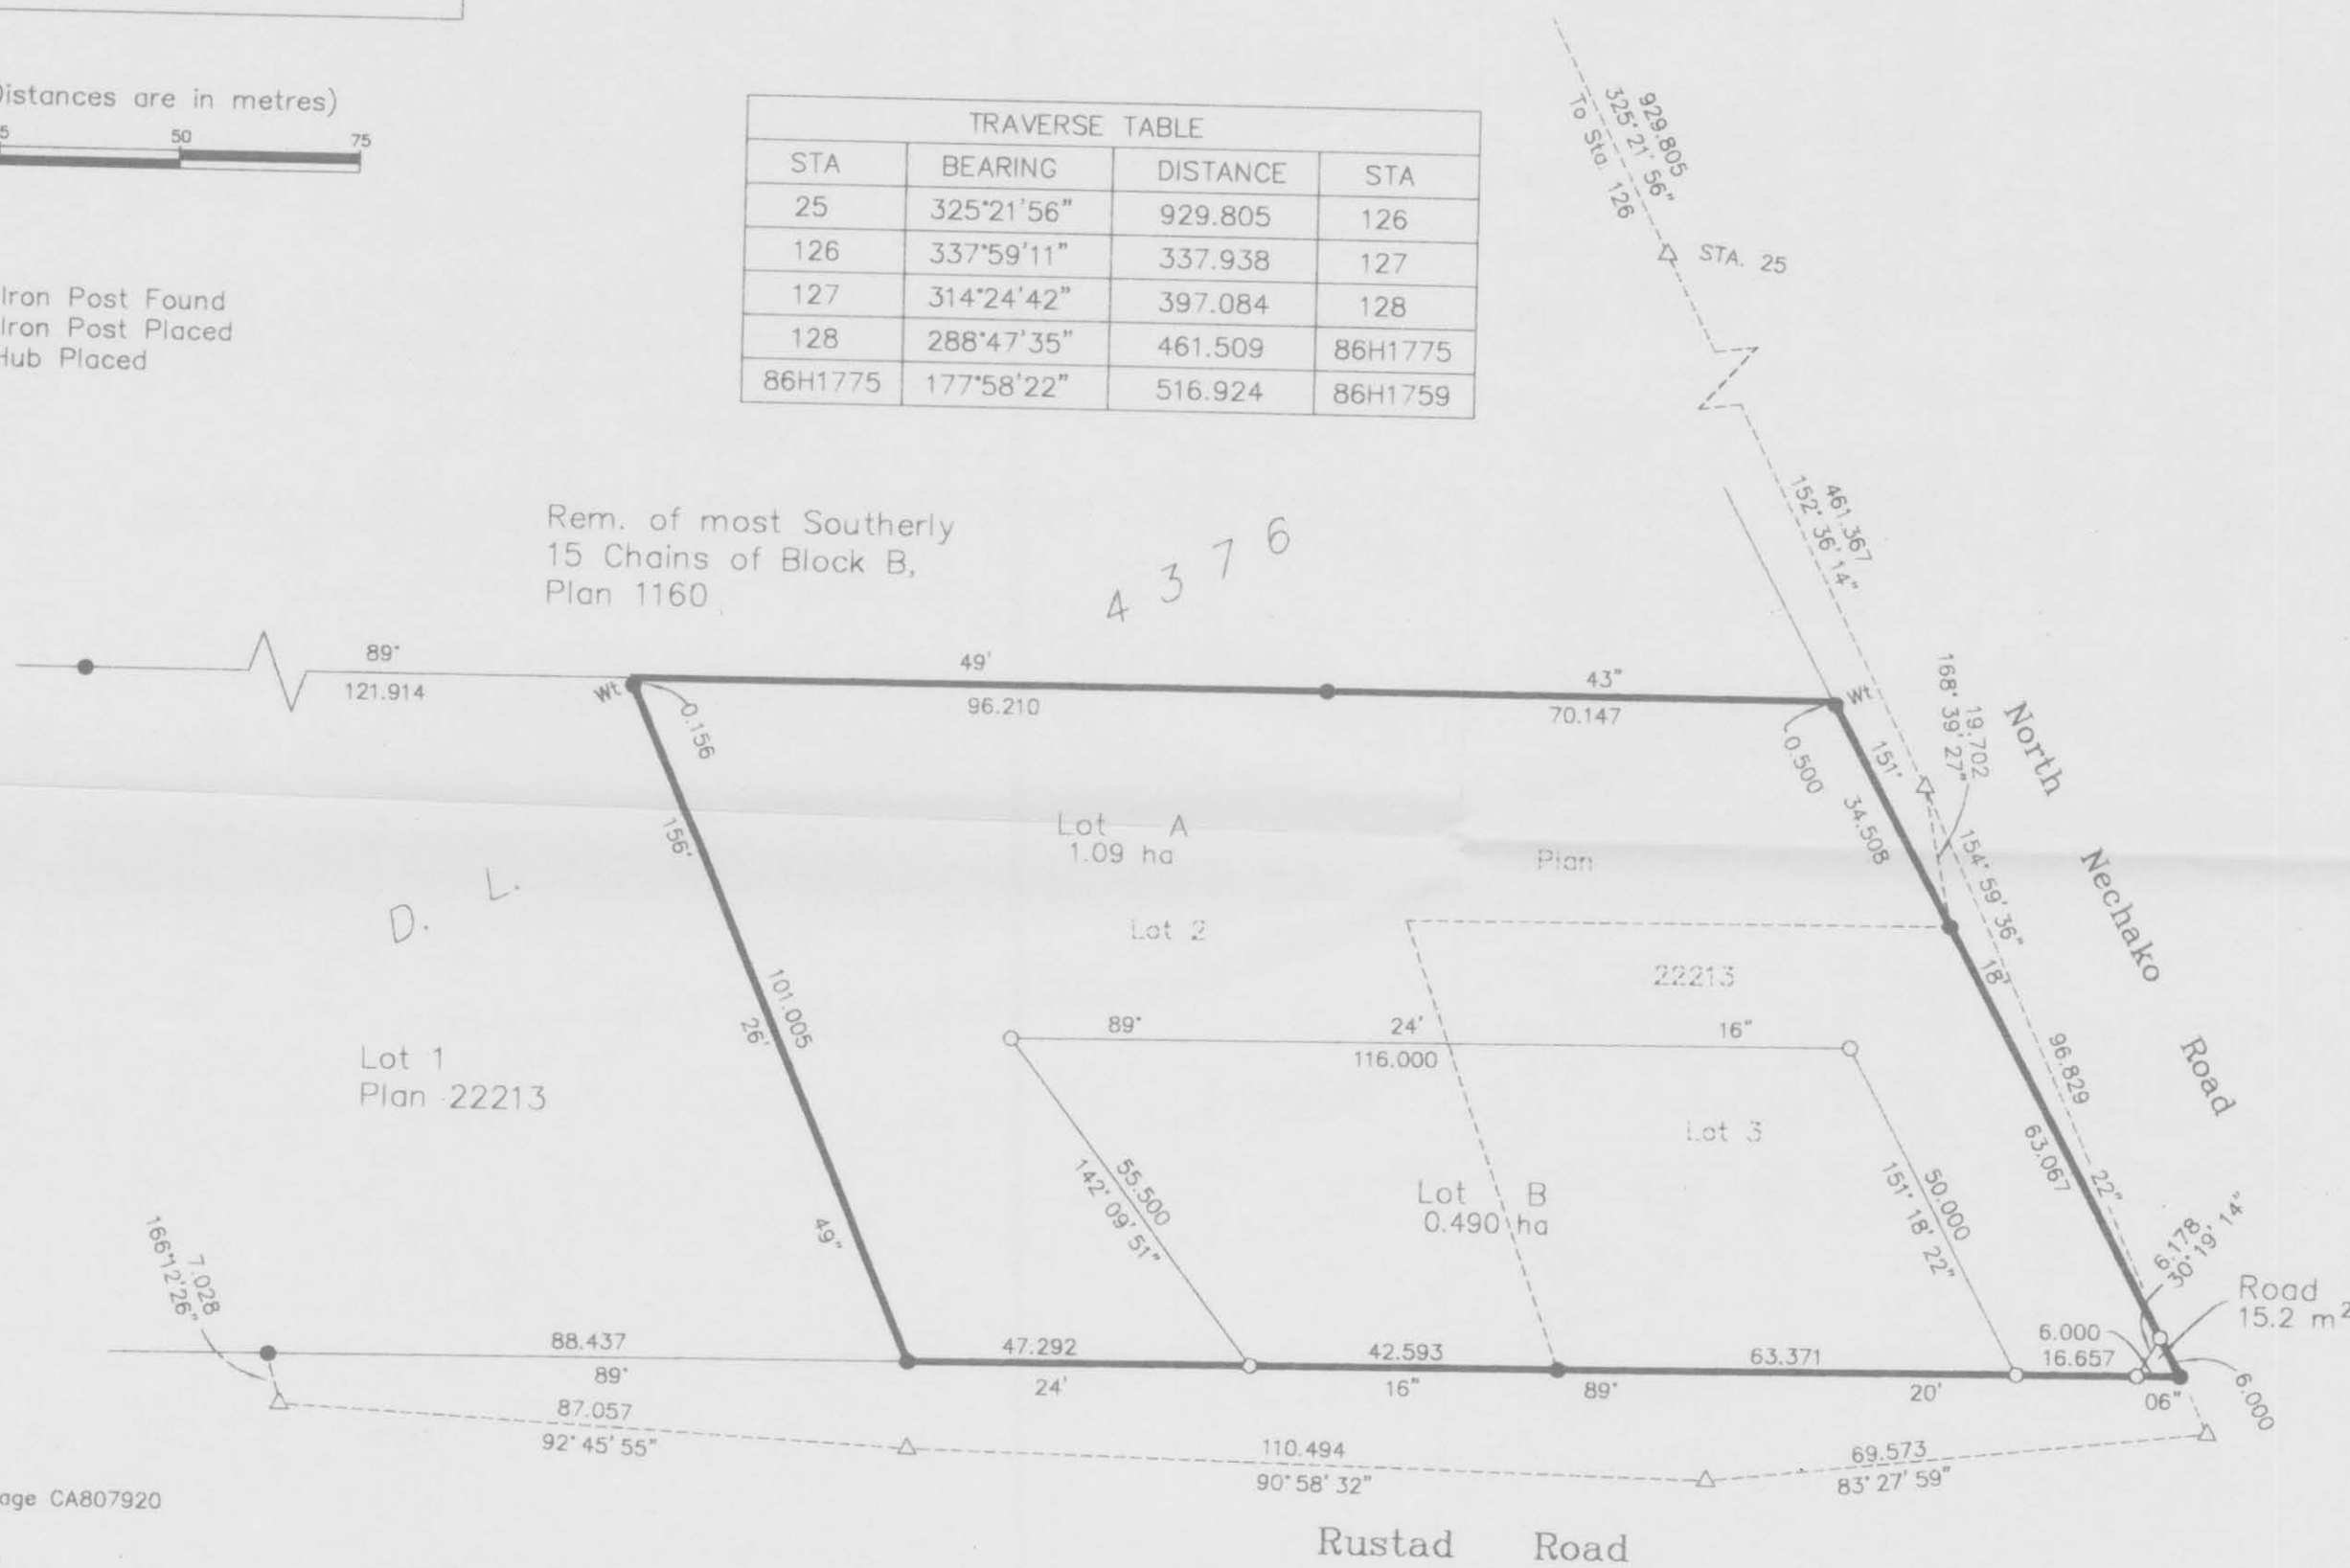 Distances are in metres)
5 50 75
TRAVERSE TABLE
STA BEARING DISTANCE STA
25 325°21'56" 929.805 126
126 337°59'11" 337.938 127
127 314°24'42" 397.084 128
128 288°47'35" 461.509 86H1775
86H1775 177°58'22" 516.924 86H1759
929.805
325°21'56"
To Sta. 126
STA. 25
Iron Post Found
Iron Post Placed
Hub Placed
Rem. of most Southerly
15 Chains of Block B,
Plan 1160
4376
461.367
152°36'14"
89° 49' 43"
121.914 96.210 70.147
Wt
0.156
Wt
0.500
151°
34.508
168°39'27"
19.702
154°59'36"
18'
96.829
63.067
22"
North Nechako Road
156°
101.005
26'
49"
Lot A
1.09 ha
Plan
Lot 2
22213
D. L.
Lot 1
Plan 22213
89° 24' 16"
116.000
Lot 3
55.500
142°09'51"
Lot B
0.490 ha
50.000
151°18'22"
6.178
30°19'14"
Road
15.2 m²
6.000
16.657
6.000
7.028
166°12'26"
88.437 47.292 42.593 63.371
89° 24' 16" 89° 20' 06"
87.057
92°45'55"
110.494
90°58'32"
69.573
83°27'59"
age CA807920
Rustad Road